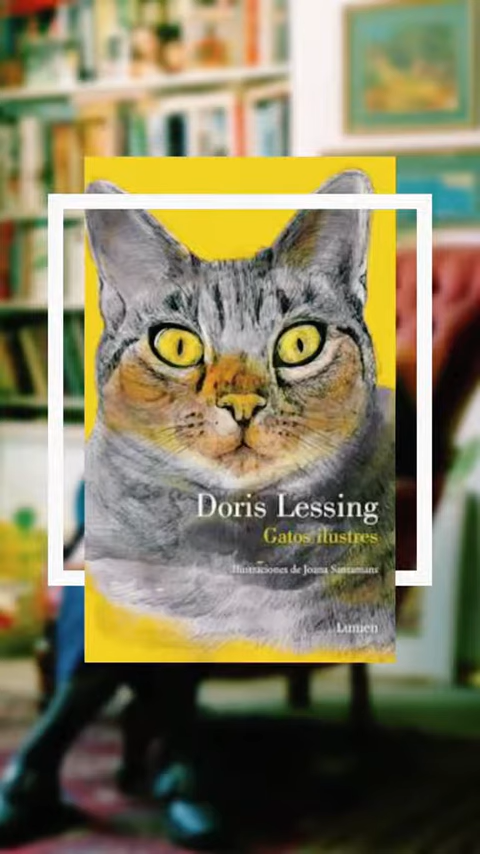 Doris Lessing
Gatos ilustres
Ilustraciones de Joana Santamans
Lumen